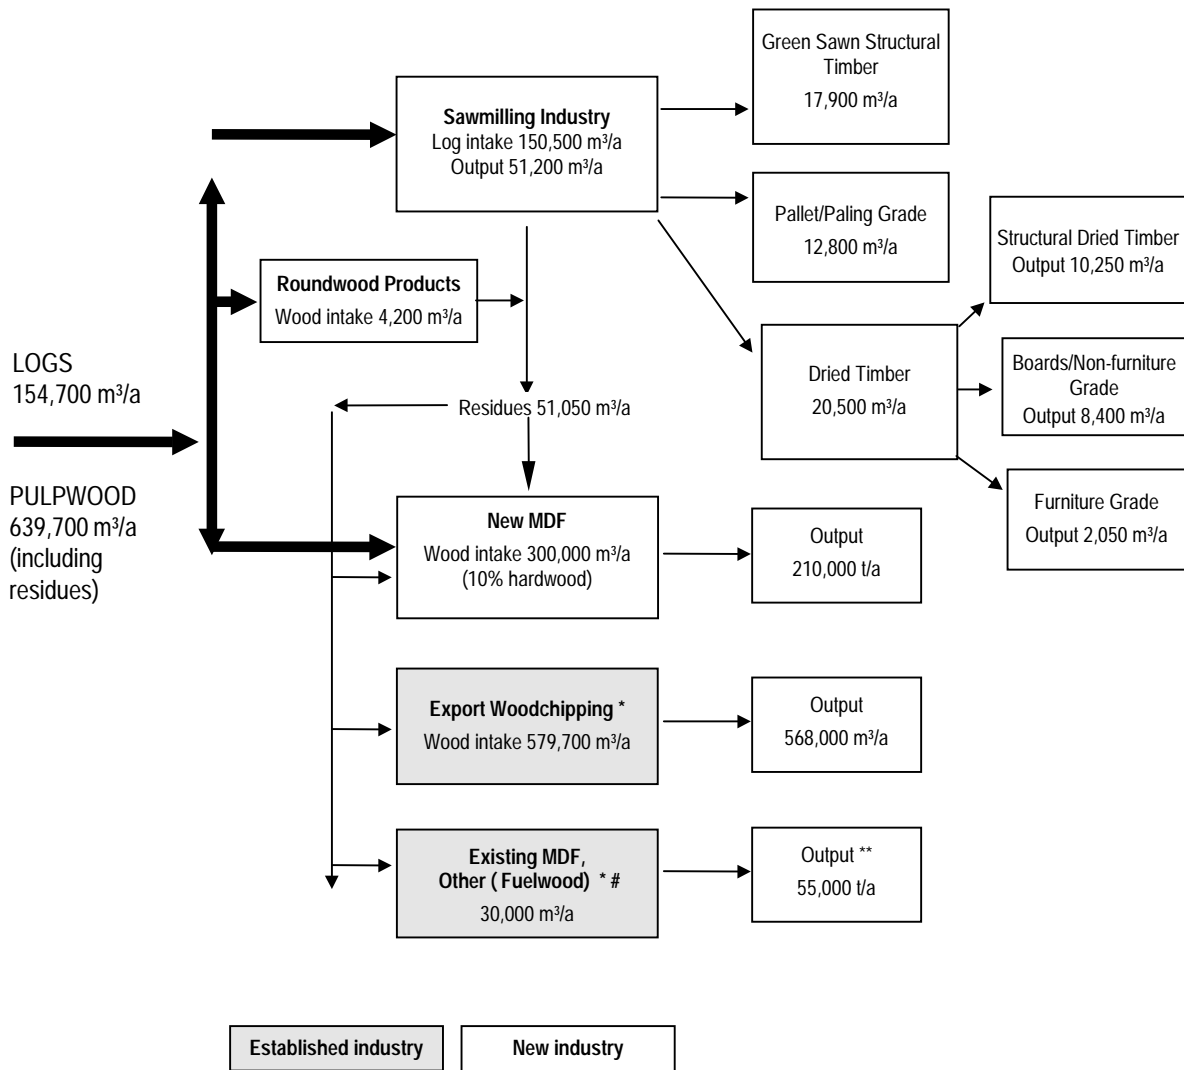 Green Sawn Structural
Timber
17,900 m³/a
Sawmilling Industry
Log intake 150,500 m³/a
Output 51,200 m³/a
Pallet/Paling Grade
12,800 m³/a
Structural Dried Timber
Output 10,250 m³/a
Roundwood Products
Wood intake 4,200 m³/a
LOGS
154,700 m³/a
Dried Timber
20,500 m³/a
Boards/Non-furniture
Grade
Output 8,400 m³/a
Residues 51,050 m³/a
PULPWOOD
639,700 m³/a
(including
residues)
New MDF
Wood intake 300,000 m³/a
(10% hardwood)
Output
210,000 t/a
Furniture Grade
Output 2,050 m³/a
Export Woodchipping *
Wood intake 579,700 m³/a
Output
568,000 m³/a
Existing MDF,
Other ( Fuelwood) * #
30,000 m³/a
Output **
55,000 t/a
Established industry
New industry